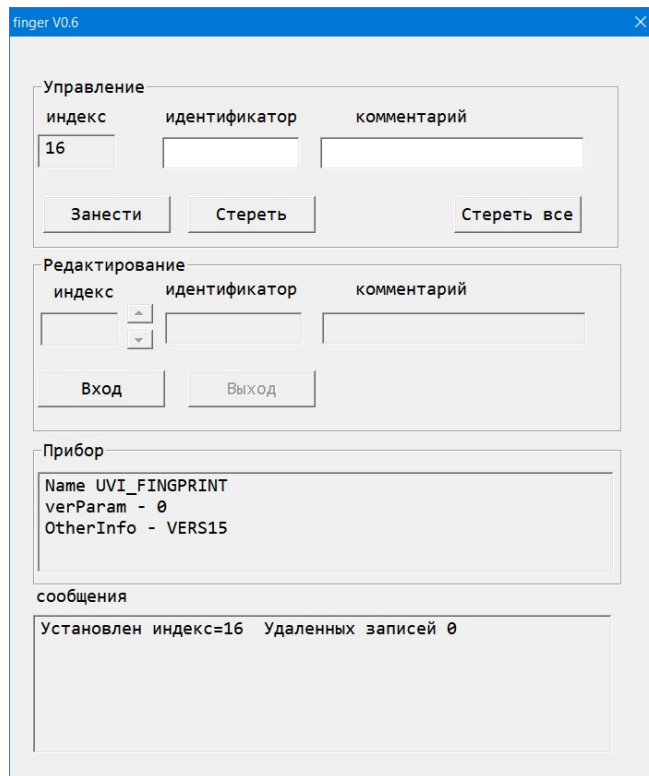 finger V0.6
Управление
индекс идентификатор комментарий
16
Занести Стереть Стереть все
Редактирование
индекс идентификатор комментарий
Вход Выход
Прибор
Name UVI_FINGPRINT
verParam - 0
OtherInfo - VERS15
сообщения
Установлен индекс=16  Удаленных записей 0